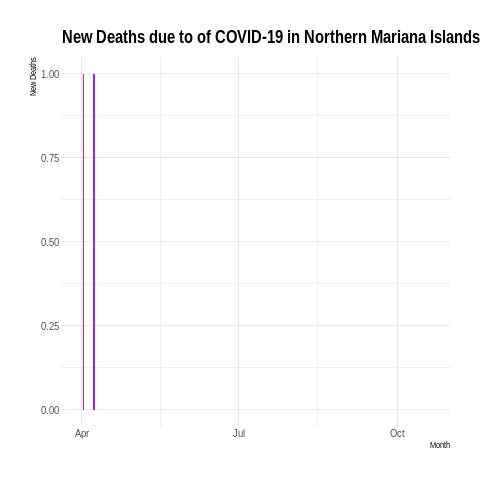 New Deaths due to of COVID-19 in Northern Mariana Islands
New Deaths
1.00
0.75
0.50
0.25
0.00
Apr Jul Oct
Month